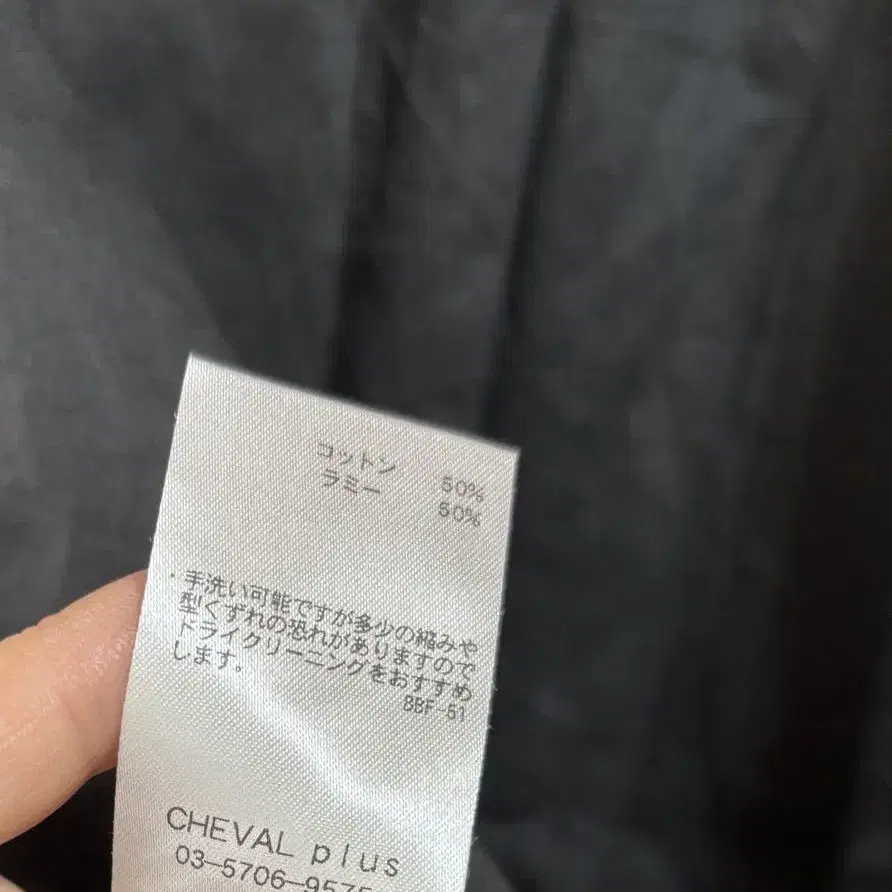 コットン 50%
ラミー 50%
・手洗い可能ですが多少の縮みや
型くずれの恐れがありますので
ドライクリーニングをおすすめ
します。
8BF-51
CHEVAL plus
03-5706-9575